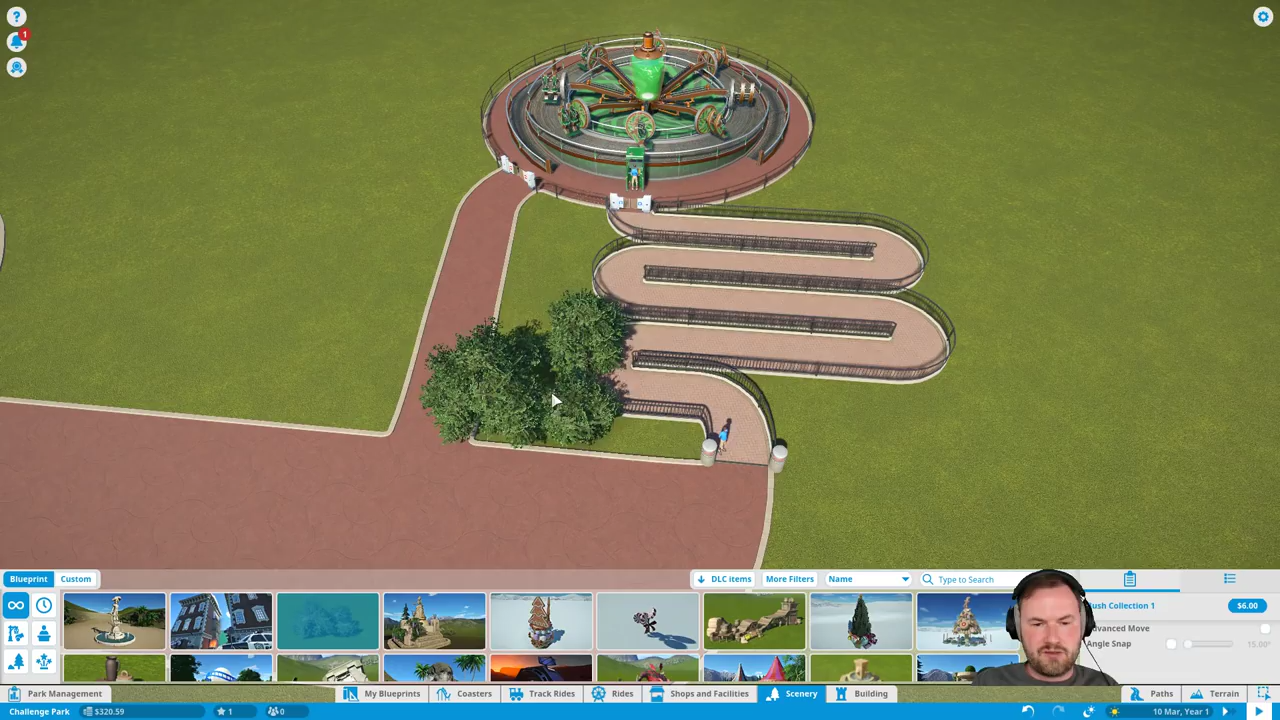 ?
1
Blueprint
Custom
DLC items
More Filters
Name
Type to Search
ush Collection 1
$6.00
dvanced Move
Angle Snap
15.00°
Park Management
My Blueprints
Coasters
Track Rides
Rides
Shops and Facilities
Scenery
Building
Paths
Terrain
Challenge Park
$320.59
1
0
10 Mar, Year 1